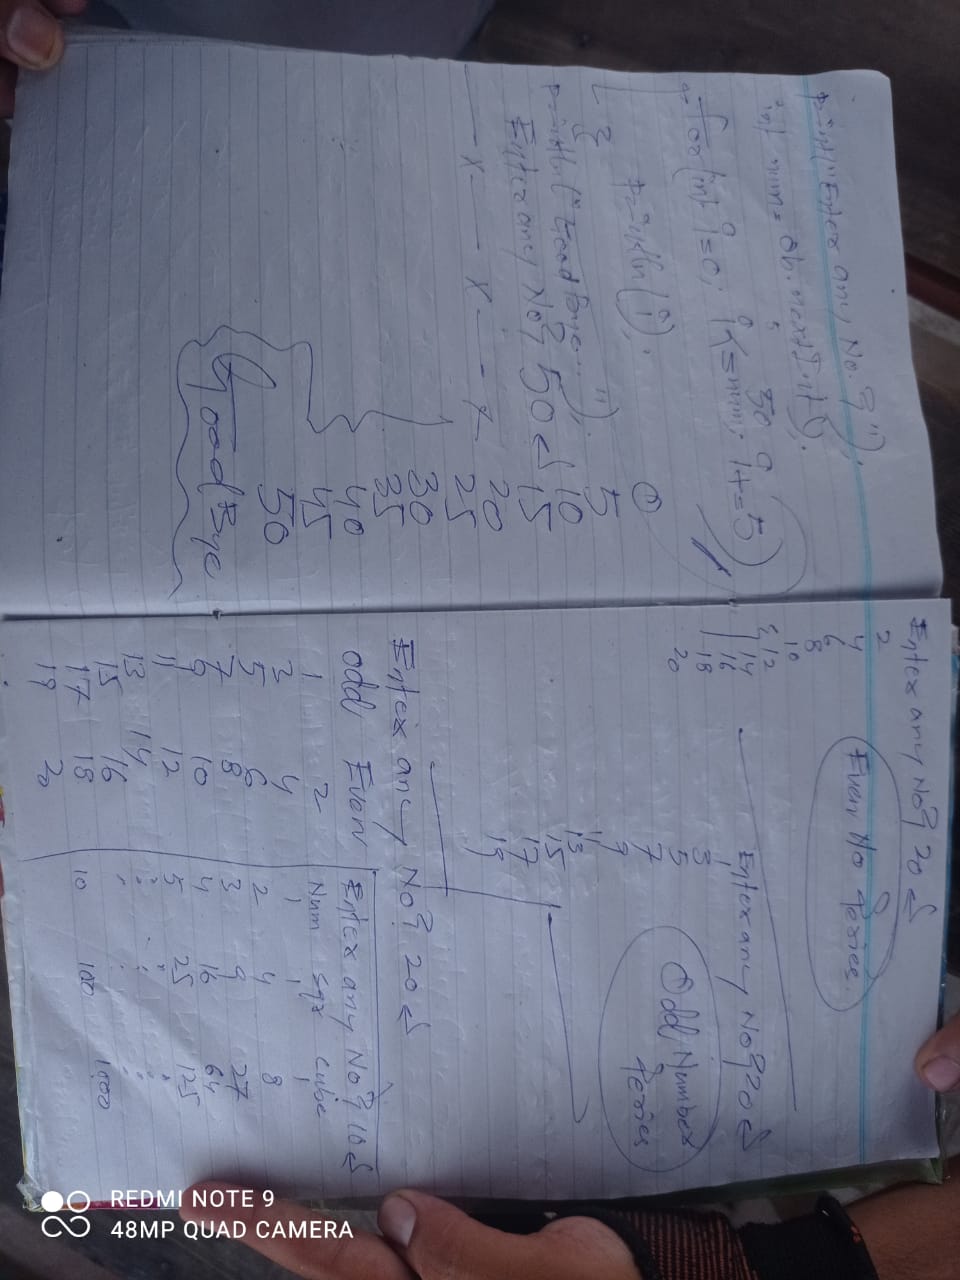 println("Enter any No.?");
int num= ob.nextInt();
50
for(int i=0; i<=num; i+=5)
{
println(i);
}
println("Good Bye...");
Enter any No? 50
— x — x — x
0
5
10
15
20
25
30
35
40
45
50
Good Bye
Enter any No? 20
Even No Series
2
4
6
8
10
12
14
16
18
20
Enter any No? 20
Odd Number
Series
1
3
5
7
9
11
13
15
17
19
Enter any No? 20
odd Even
1 2
3 4
5 6
7 8
9 10
11 12
13 14
15 16
17 18
19 20
Enter any No? 10
Num sqr cube
1 1 1
2 4 8
3 9 27
4 16 64
5 25 125
10 100 1000
REDMI NOTE 9
48MP QUAD CAMERA